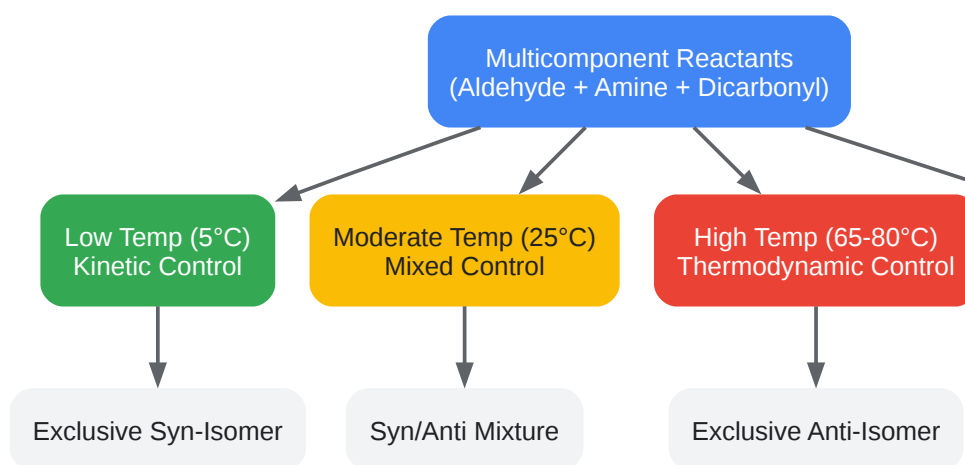 Multicomponent Reactants
(Aldehyde + Amine + Dicarbonyl)
Low Temp (5°C)
Kinetic Control
Moderate Temp (25°C)
Mixed Control
High Temp (65-80°C)
Thermodynamic Control
Exclusive Syn-Isomer
Syn/Anti Mixture
Exclusive Anti-Isomer